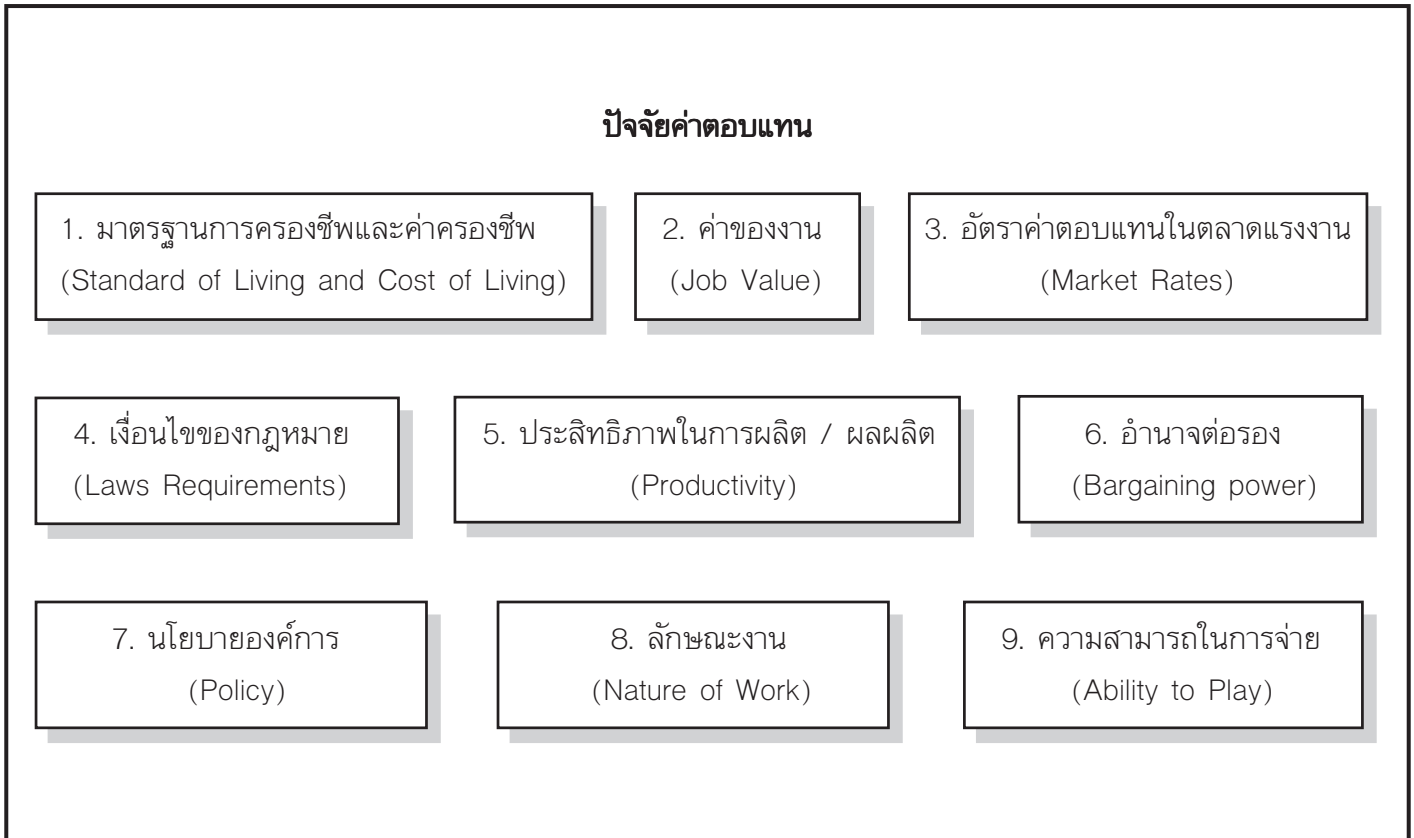 ปัจจัยค่าตอบแทน
1. มาตรฐานการครองชีพและค่าครองชีพ
(Standard of Living and Cost of Living)
2. ค่าของงาน
(Job Value)
3. อัตราค่าตอบแทนในตลาดแรงงาน
(Market Rates)
4. เงื่อนไขของกฎหมาย
(Laws Requirements)
5. ประสิทธิภาพในการผลิต / ผลผลิต
(Productivity)
6. อำนาจต่อรอง
(Bargaining power)
7. นโยบายองค์การ
(Policy)
8. ลักษณะงาน
(Nature of Work)
9. ความสามารถในการจ่าย
(Ability to Play)